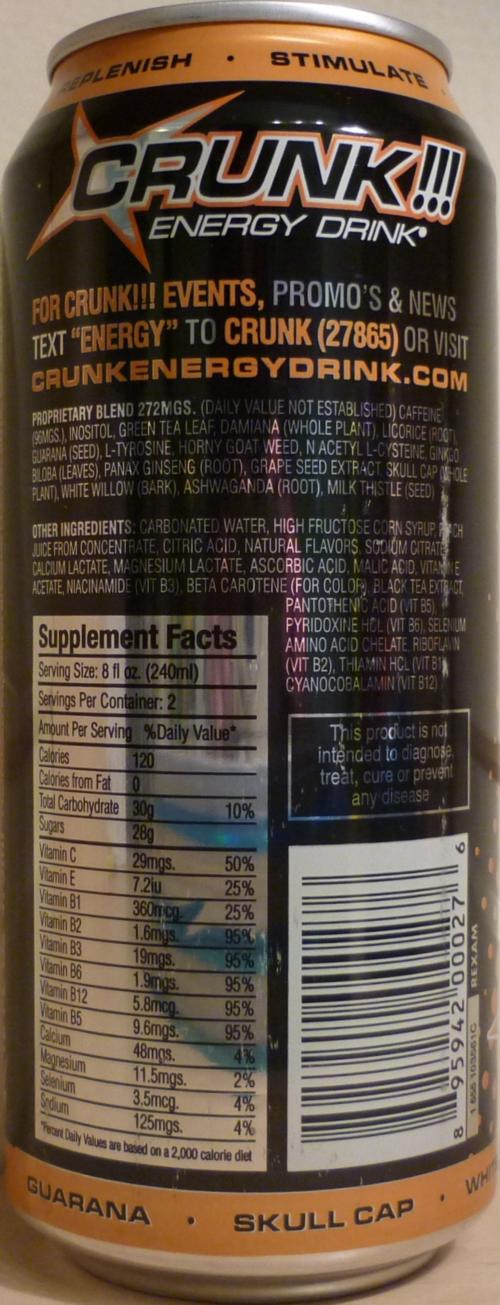 REPLENISH • STIMULATE
CRUNK!!!
ENERGY DRINK
FOR CRUNK!!! EVENTS, PROMO'S & NEWS
TEXT "ENERGY" TO CRUNK (27865) OR VISIT
CRUNKENERGYDRINK.COM
PROPRIETARY BLEND 272MGS. (DAILY VALUE NOT ESTABLISHED) CAFFEINE
(96MGS.), INOSITOL, GREEN TEA LEAF, DAMIANA (WHOLE PLANT), LICORICE (ROOT),
GUARANA (SEED), L-TYROSINE, HORNY GOAT WEED, N ACETYL L-CYSTEINE, GINKGO
BILOBA (LEAVES), PANAX GINSENG (ROOT), GRAPE SEED EXTRACT, SKULL CAP (WHOLE
PLANT), WHITE WILLOW (BARK), ASHWAGANDA (ROOT), MILK THISTLE (SEED)
OTHER INGREDIENTS: CARBONATED WATER, HIGH FRUCTOSE CORN SYRUP, PEACH
JUICE FROM CONCENTRATE, CITRIC ACID, NATURAL FLAVORS, SODIUM CITRATE,
CALCIUM LACTATE, MAGNESIUM LACTATE, ASCORBIC ACID, MALIC ACID, VITAMIN E
ACETATE, NIACINAMIDE (VIT B3), BETA CAROTENE (FOR COLOR), BLACK TEA EXTRACT,
PANTOTHENIC ACID (VIT B5),
PYRIDOXINE HCL (VIT B6), SELENIUM
AMINO ACID CHELATE, RIBOFLAVIN
(VIT B2), THIAMIN HCL (VIT B1),
CYANOCOBALAMIN (VIT B12)
Supplement Facts
Serving Size: 8 fl oz. (240ml)
Servings Per Container: 2
Amount Per Serving %Daily Value*
Calories 120
Calories from Fat 0
Total Carbohydrate 30g 10%
Sugars 28g
Vitamin C 29mgs. 50%
Vitamin E 7.2iu 25%
Vitamin B1 360mcg. 25%
Vitamin B2 1.6mgs. 95%
Vitamin B3 19mgs. 95%
Vitamin B6 1.9mgs. 95%
Vitamin B12 5.8mcg. 95%
Vitamin B5 9.6mgs. 95%
Calcium 48mgs. 4%
Magnesium 11.5mgs. 2%
Selenium 3.5mcg. 4%
Sodium 125mgs. 4%
*Percent Daily Values are based on a 2,000 calorie diet
This product is not
intended to diagnose,
treat, cure or prevent
any disease
8 95942 00027 6
REXAM
GUARANA • SKULL CAP •